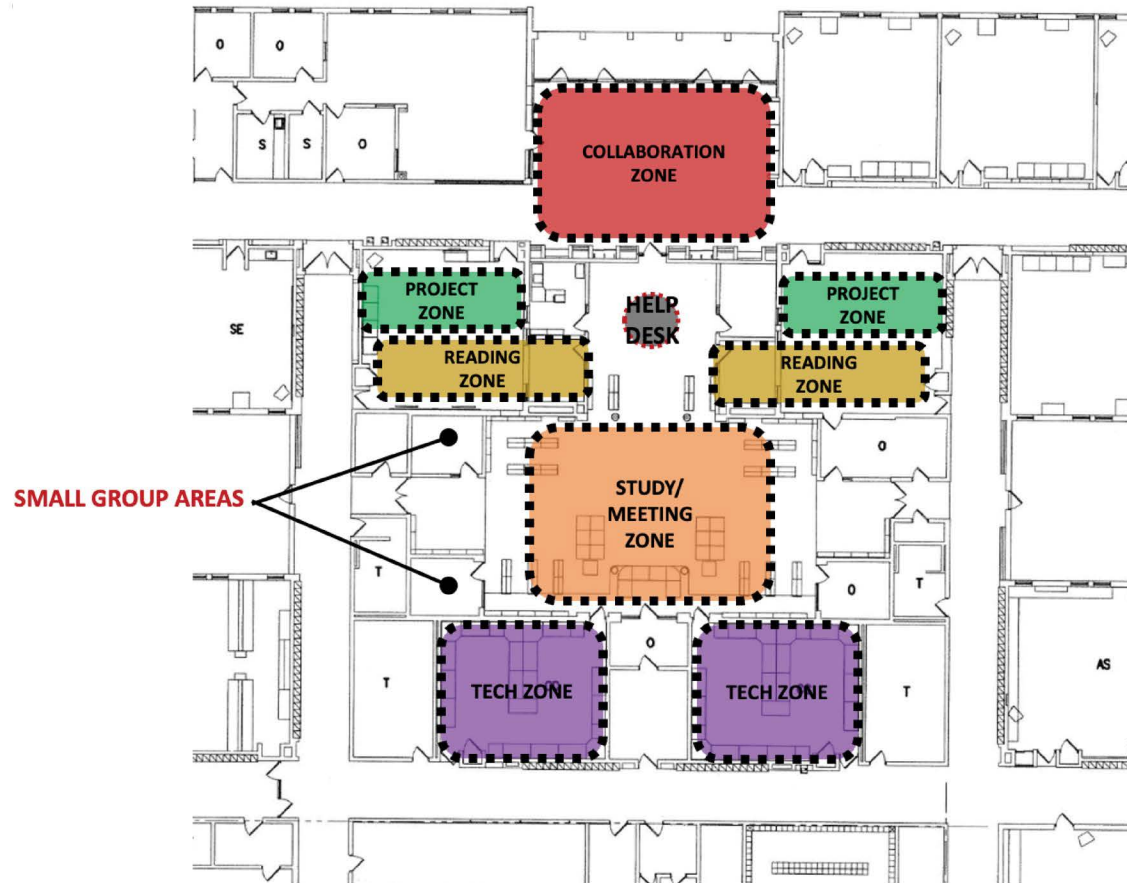 O
O
S
S
O
COLLABORATION
ZONE
PROJECT
ZONE
HELP
DESK
PROJECT
ZONE
SE
READING
ZONE
READING
ZONE
O
SMALL GROUP AREAS
STUDY/
MEETING
ZONE
T
O
T
O
T
TECH ZONE
TECH ZONE
T
AS